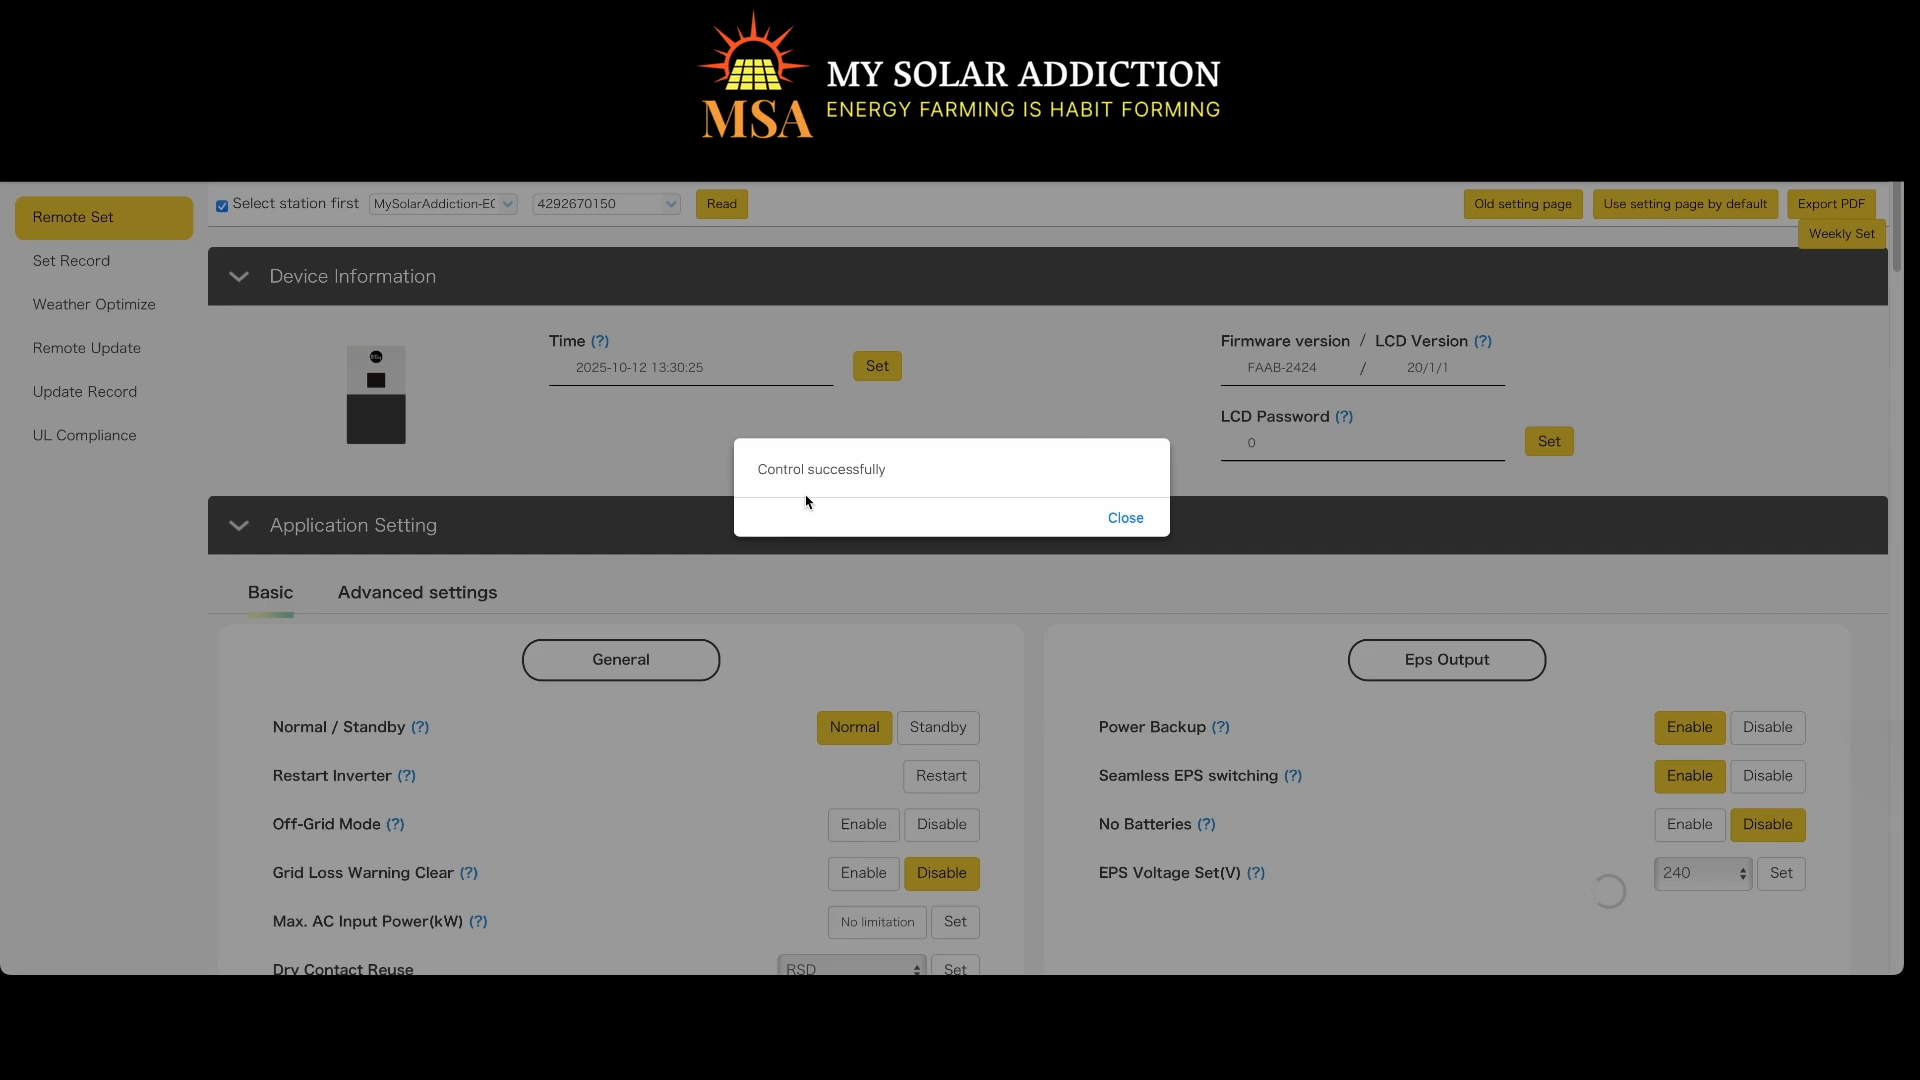 MY SOLAR ADDICTION
MSA ENERGY FARMING IS HABIT FORMING
Remote Set
Set Record
Weather Optimize
Remote Update
Update Record
UL Compliance
Select station first MySolarAddiction-E 4292670150 Read Old setting page Use setting page by default Export PDF
Weekly Set
Device Information
Time (?) Firmware version / LCD Version (?)
2025-10-12 13:30:25 Set FAAB-2424 / 20/1/1
LCD Password (?)
0 Set
Control successfully
Close
Application Setting
Basic Advanced settings
General Eps Output
Normal / Standby (?) Normal Standby Power Backup (?) Enable Disable
Restart Inverter (?) Restart Seamless EPS switching (?) Enable Disable
Off-Grid Mode (?) Enable Disable No Batteries (?) Enable Disable
Grid Loss Warning Clear (?) Enable Disable EPS Voltage Set(V) (?) 240 Set
Max. AC Input Power(kW) (?) No limitation Set
Dry Contact Reuse RSD Set